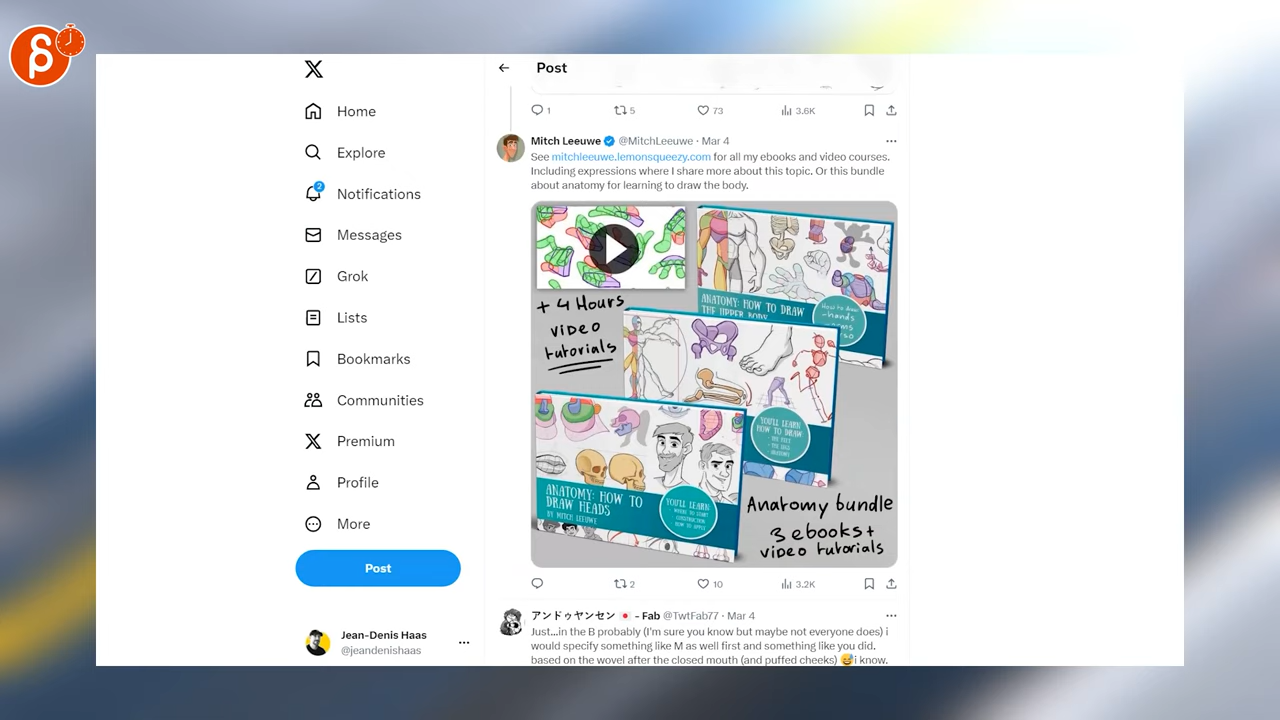 Post
1 5 73 3.6K
Home
Explore
2
Notifications
Messages
Grok
Lists
Bookmarks
Communities
Premium
Profile
More
Post
Jean-Denis Haas
@jeandenishaas
Mitch Leeuwe @MitchLeeuwe · Mar 4
See mitchleeuwe.lemonsqueezy.com for all my ebooks and video courses.
Including expressions where I share more about this topic. Or this bundle
about anatomy for learning to draw the body.
+ 4 Hours
video
tutorials
ANATOMY: HOW TO DRAW
THE UPPER BODY
HOW TO DRAW
-hands
YOU'LL LEARN
HOW TO DRAW
ANATOMY: HOW TO
DRAW HEADS
BY MITCH LEEUWE
YOU'LL LEARN
• WHERE TO START
CONSTRUCTION
HOW TO APPLY
Anatomy bundle
3 ebooks+
video tutorials
2 10 3.2K
アンドゥヤンセン 🇯🇵 - Fab @TwtFab77 · Mar 4
Just...in the B probably (I'm sure you know but maybe not everyone does) i
would specify something like M as well first and something like you did.
based on the wovel after the closed mouth (and puffed cheeks) 😅i know.